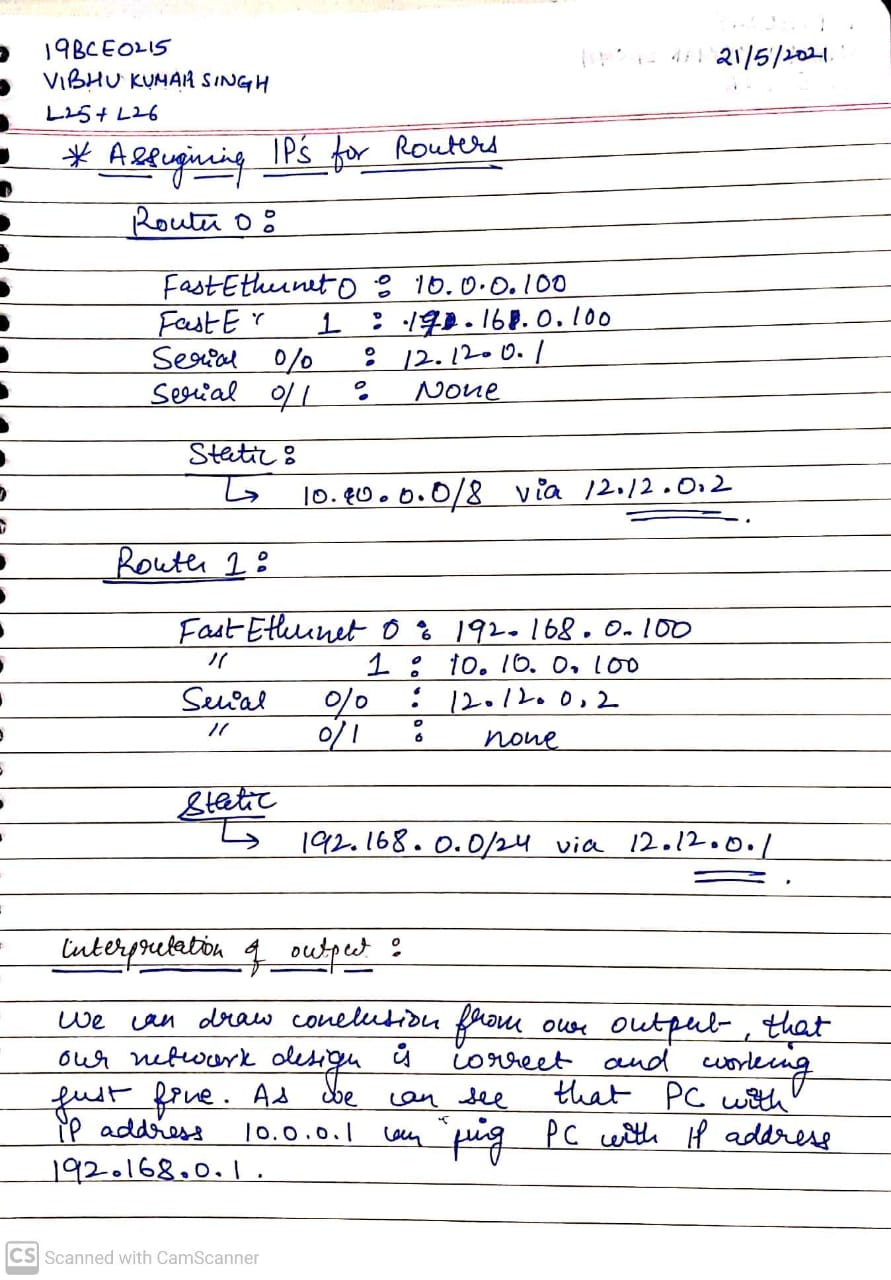 19BCE0215
21/5/2021
VIBHU KUMAR SINGH
L25+L26
* Assugining IP's for Routers
Router 0:
FastEthernet 0 : 10.0.0.100
FastE " 1 : .168.0.100
Serial 0/0 : 12.12.0.1
Serial 0/1 : None
Static:
↳ 10.0.0/8 via 12.12.0.2
Router 1:
FastEthernet 0 : 192.168.0.100
" 1 : 10.10.0.100
Serial 0/0 : 12.12.0.2
" 0/1 : none
Static
↳ 192.168.0.0/24 via 12.12.0.1
Interpretation of output :
We can draw conclusion from our output, that
our network design is correct and working
just fine. As we can see that PC with
IP address 10.0.0.1 can "ping PC with IP address
192.168.0.1.
CS Scanned with CamScanner